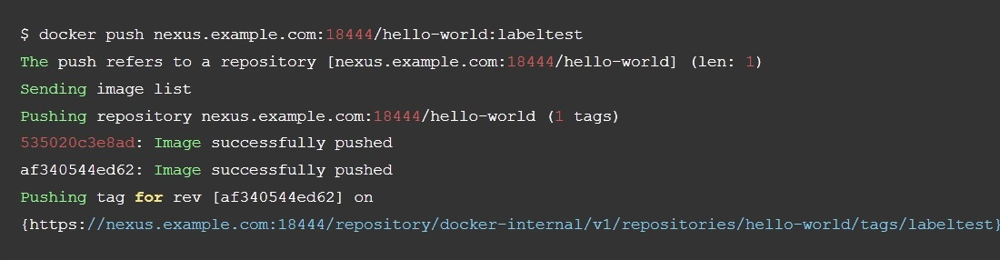 $ docker push nexus.example.com:18444/hello-world:labeltest
The push refers to a repository [nexus.example.com:18444/hello-world] (len: 1)
Sending image list
Pushing repository nexus.example.com:18444/hello-world (1 tags)
535020c3e8ad: Image successfully pushed
af340544ed62: Image successfully pushed
Pushing tag for rev [af340544ed62] on
{https://nexus.example.com:18444/repository/docker-internal/v1/repositories/hello-world/tags/labeltest}